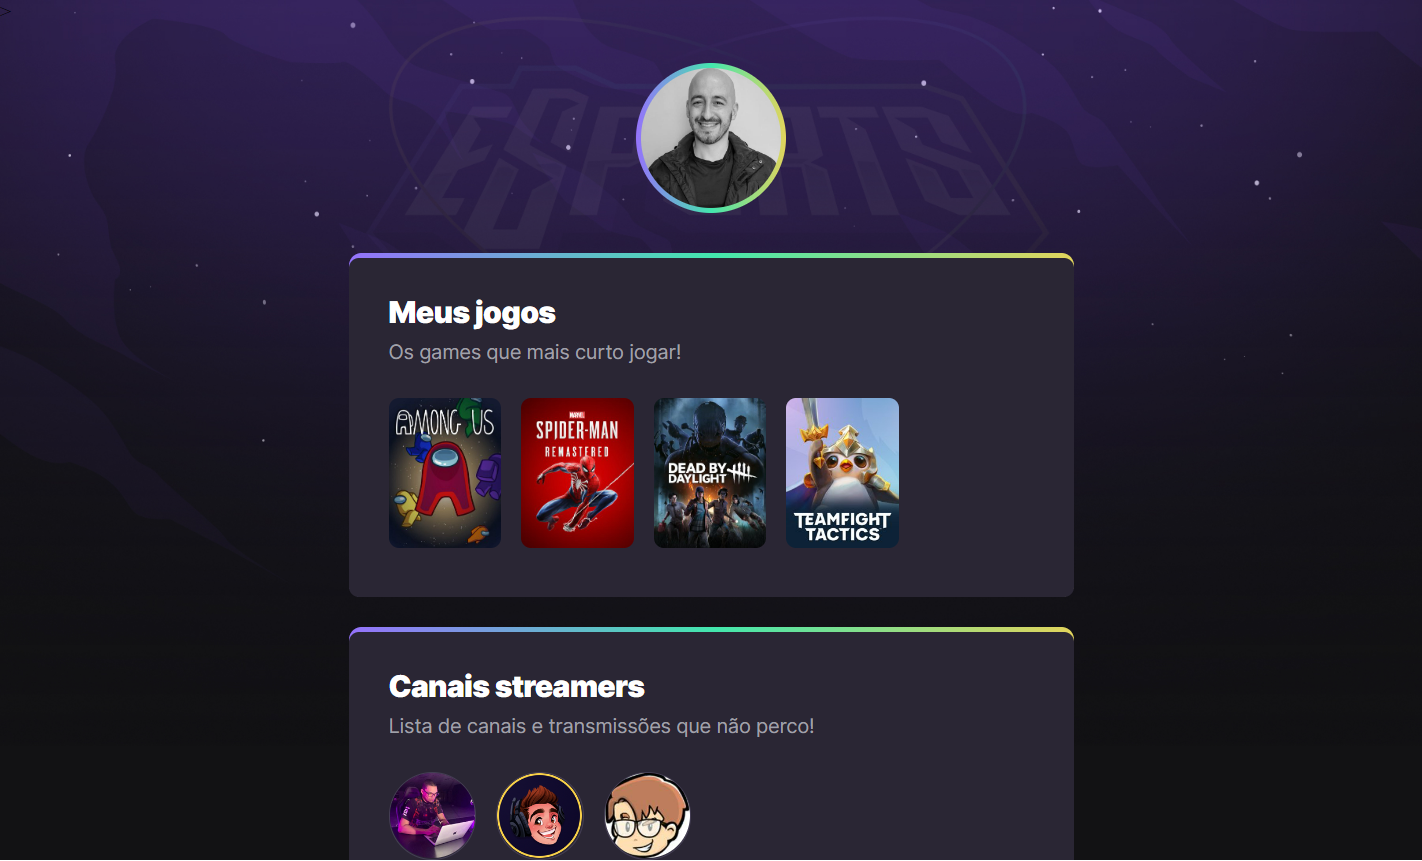 >
ESPORTS
Meus jogos
Os games que mais curto jogar!
AMONG US
MARVEL
SPIDER-MAN
REMASTERED
DEAD BY
DAYLIGHT
TEAMFIGHT
TACTICS
Canais streamers
Lista de canais e transmissões que não perco!